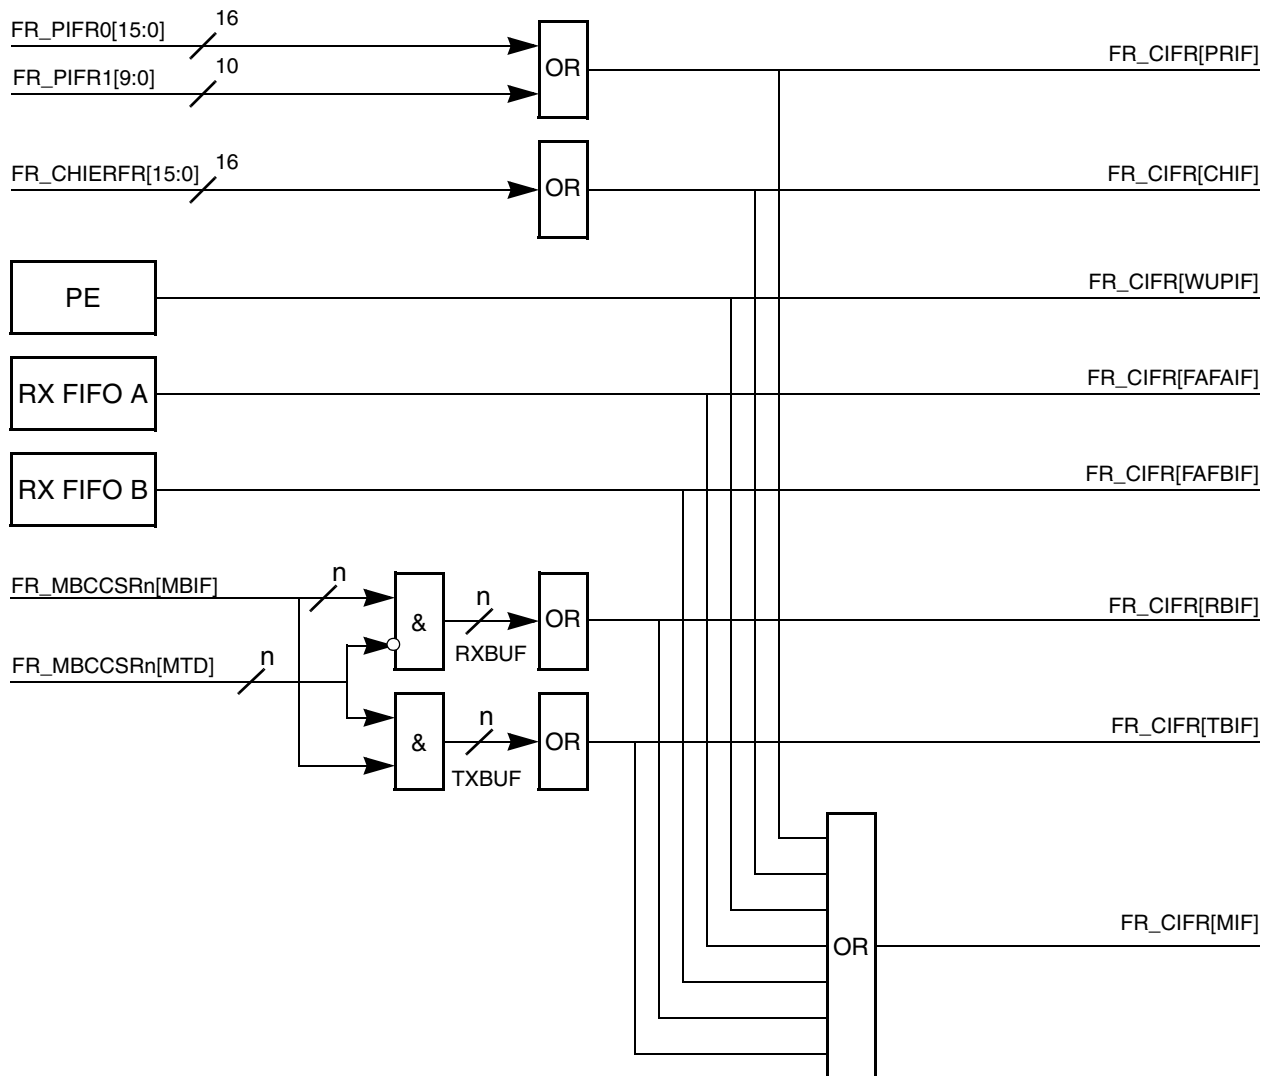 FR_PIFR0[15:0]
16
FR_PIFR1[9:0]
10
OR
FR_CIFR[PRIF]
FR_CHIERFR[15:0]
16
OR
FR_CIFR[CHIF]
PE
FR_CIFR[WUPIF]
RX FIFO A
FR_CIFR[FAFAIF]
RX FIFO B
FR_CIFR[FAFBIF]
FR_MBCCSRn[MBIF]
n
&
n
RXBUF
OR
FR_CIFR[RBIF]
FR_MBCCSRn[MTD]
n
&
n
TXBUF
OR
FR_CIFR[TBIF]
OR
FR_CIFR[MIF]